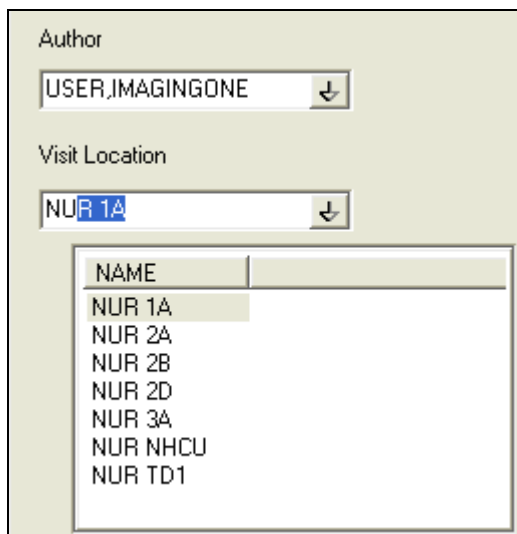 Author
USER,IMAGINGONE
Visit Location
NUR 1A
NAME
NUR 1A
NUR 2A
NUR 2B
NUR 2D
NUR 3A
NUR NHCU
NUR TD1